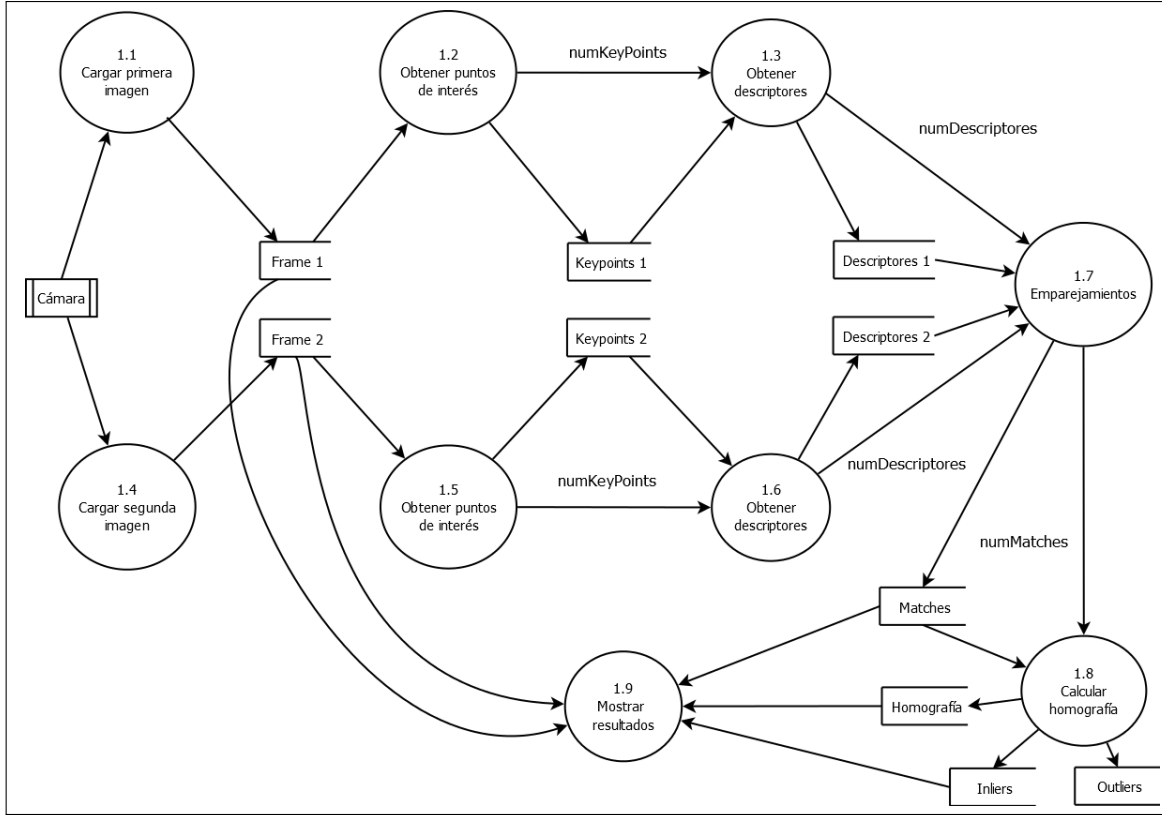 1.1
Cargar primera
imagen
1.2
Obtener puntos
de interés
numKeyPoints
1.3
Obtener
descriptores
numDescriptores
Frame 1
Keypoints 1
Descriptores 1
1.7
Emparejamientos
Cámara
Frame 2
Keypoints 2
Descriptores 2
1.4
Cargar segunda
imagen
1.5
Obtener puntos
de interés
numKeyPoints
1.6
Obtener
descriptores
numDescriptores
numMatches
Matches
1.9
Mostrar
resultados
Homografía
1.8
Calcular
homografía
Inliers
Outliers